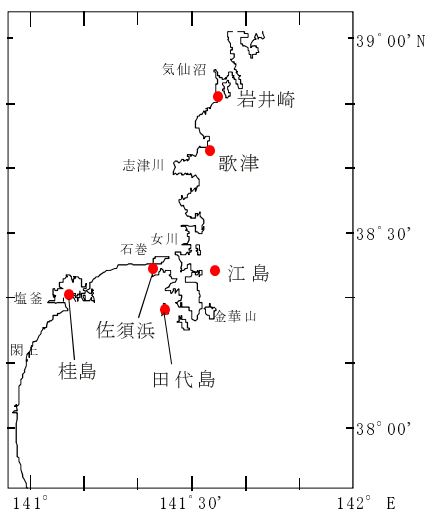 39°00'N
気仙沼
岩井崎
歌津
志津川
38°30'
女川
石巻
江島
塩釜
佐須浜
金華山
閖上
桂島
田代島
38°00'
141°
141°30'
142° E